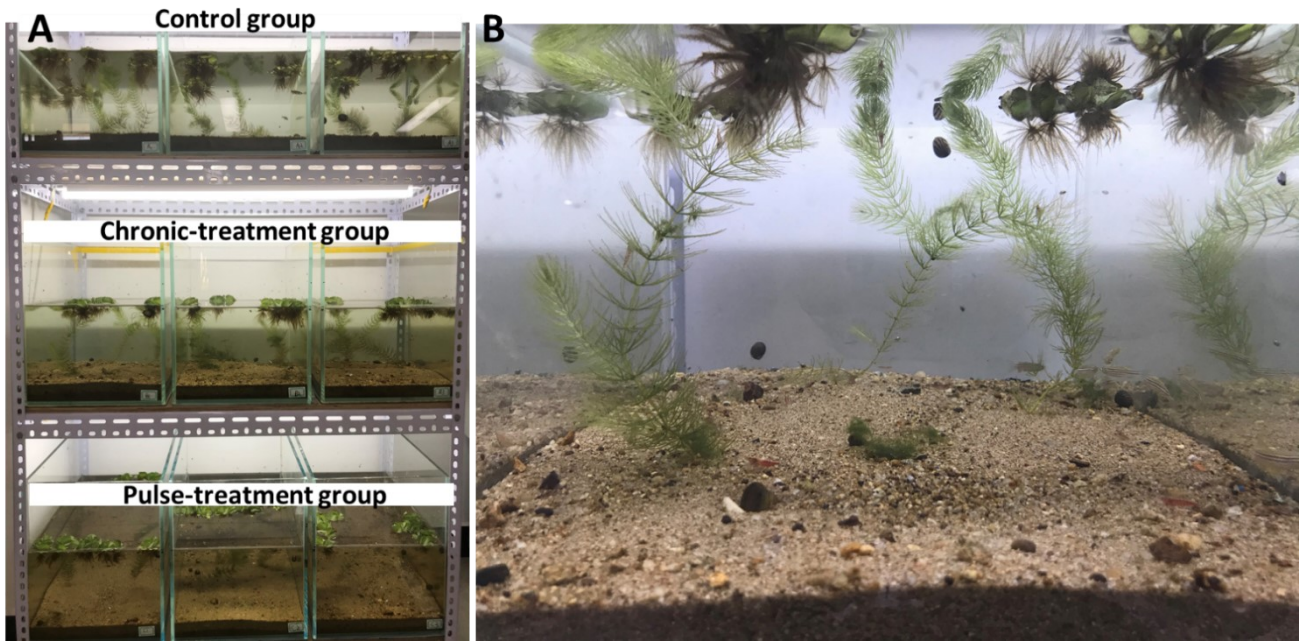 A
Control group
B
Chronic-treatment group
Pulse-treatment group